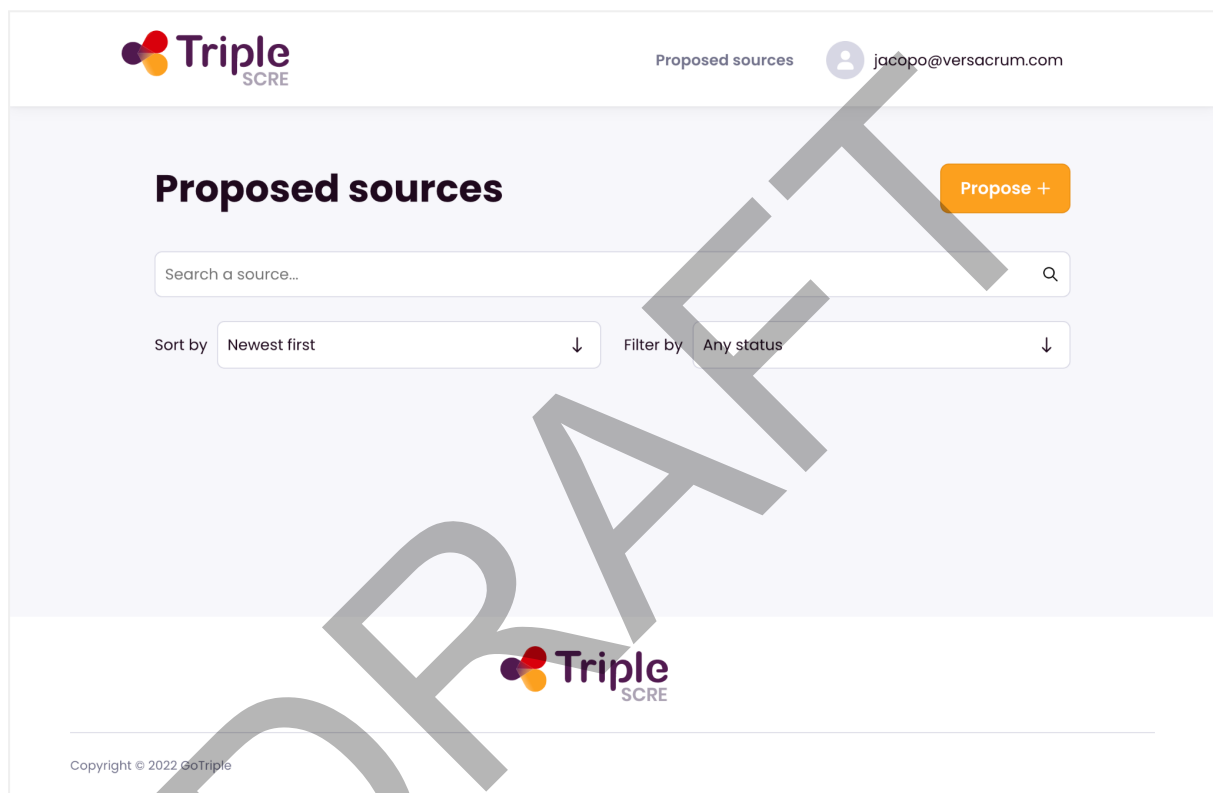 Triple
SCRE
Proposed sources
jacopo@versacrum.com
Proposed sources
Propose +
Search a source...
Sort by
Newest first
Filter by
Any status
DRAFT
Triple
SCRE
Copyright © 2022 GoTriple